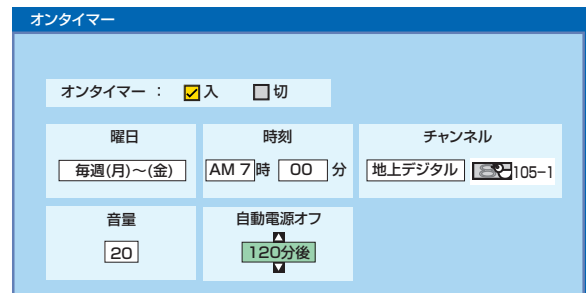 オンタイマー
オンタイマー : 入 切
曜日 時刻 チャンネル
毎週(月)～(金) AM 7 時 00 分 地上デジタル 105-1
音量 自動電源オフ
20 120分後